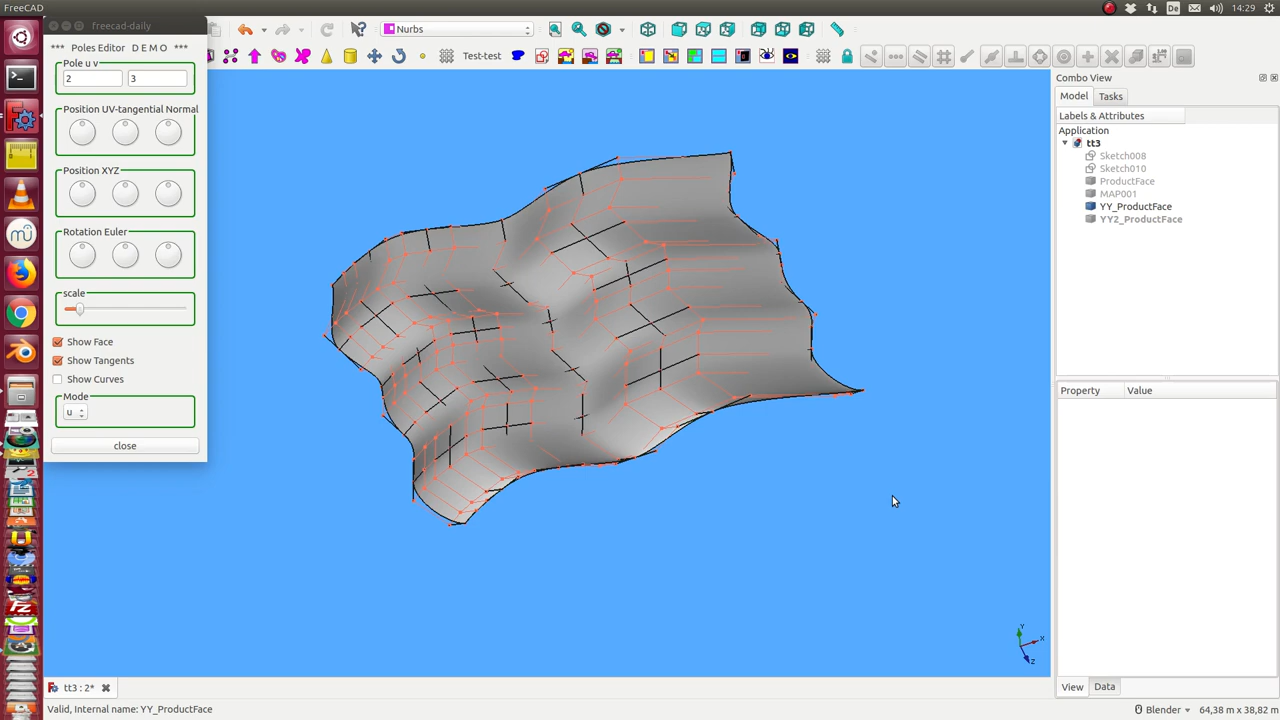 FreeCAD
De
14:29
freecad-daily
Nurbs
*** Poles Editor D E M O ***
Test-test
Combo View
Pole u v
2 3
Model Tasks
Position UV-tangential Normal
Labels & Attributes
Application
tt3
Sketch008
Sketch010
Position XYZ
ProductFace
MAP001
YY_ProductFace
YY2_ProductFace
Rotation Euler
scale
Show Face
Show Tangents
Show Curves
Property Value
Mode
u
close
Y
X
Z
tt3 : 2*
View Data
Valid, Internal name: YY_ProductFace
Blender
64,38 m x 38,82 m